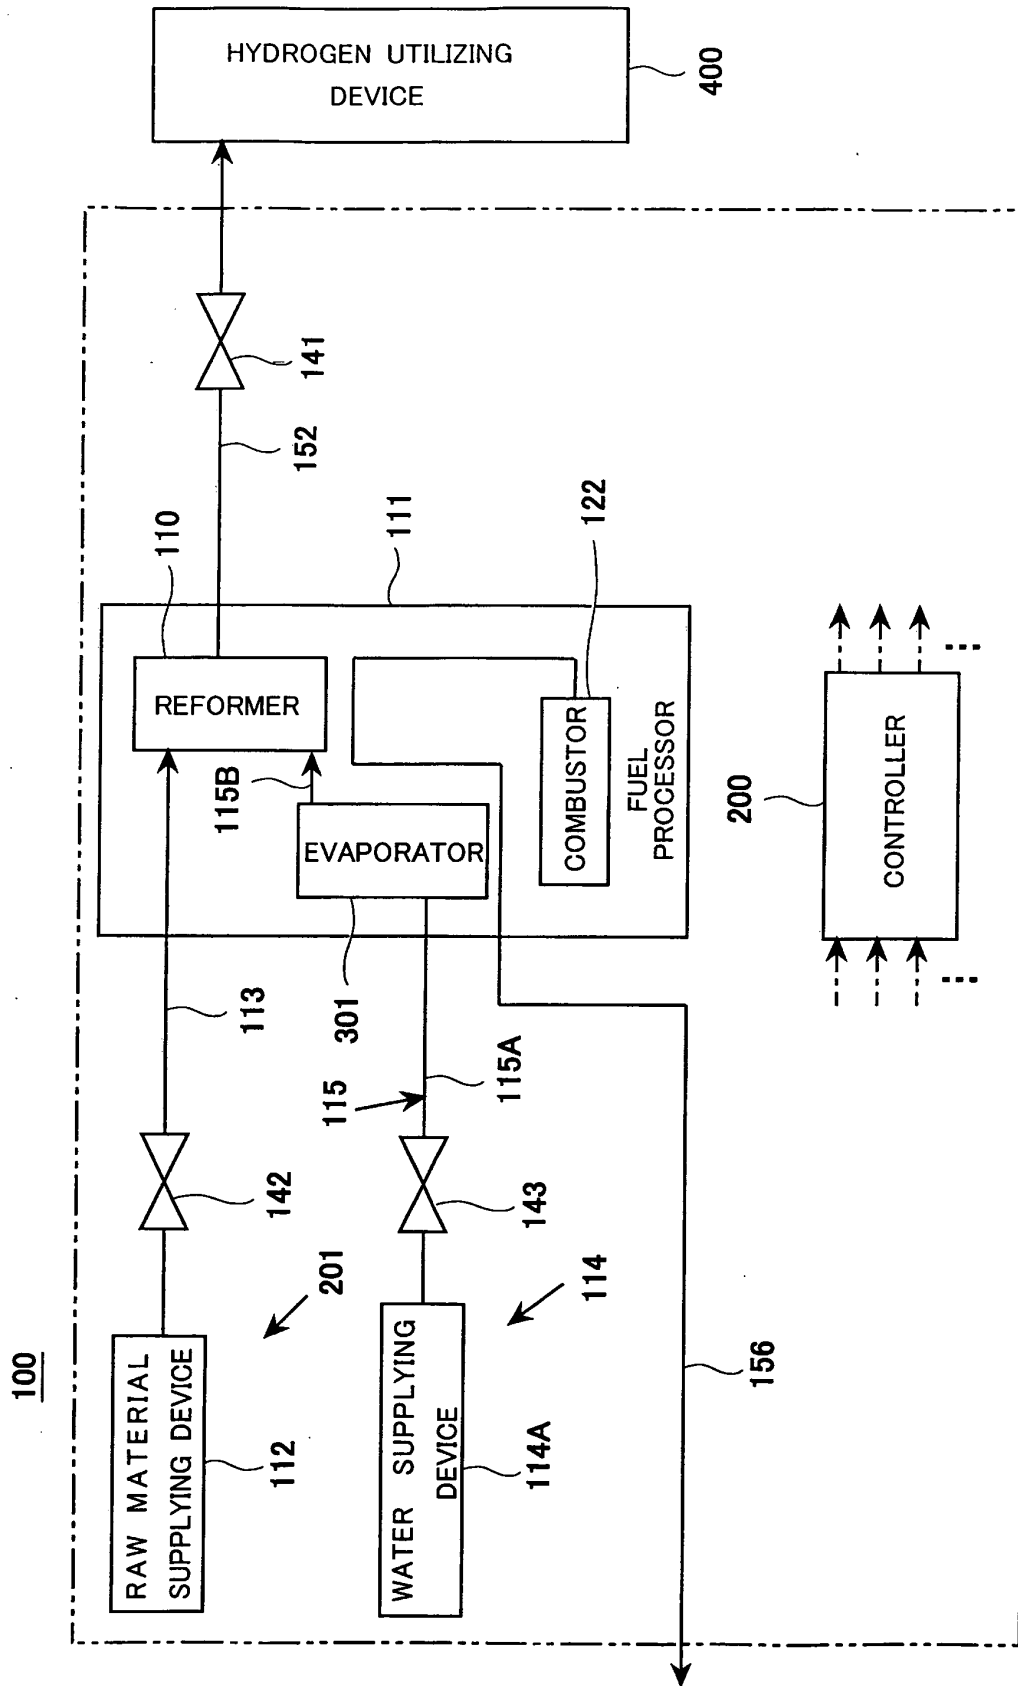 100
HYDROGEN UTILIZING
DEVICE
400
141
152
110
111
122
REFORMER
115B
EVAPORATOR
301
COMBUSTOR
FUEL
PROCESSOR
200
CONTROLLER
113
115
115A
142
143
201
114
RAW MATERIAL
SUPPLYING DEVICE
112
WATER SUPPLYING
DEVICE
114A
156